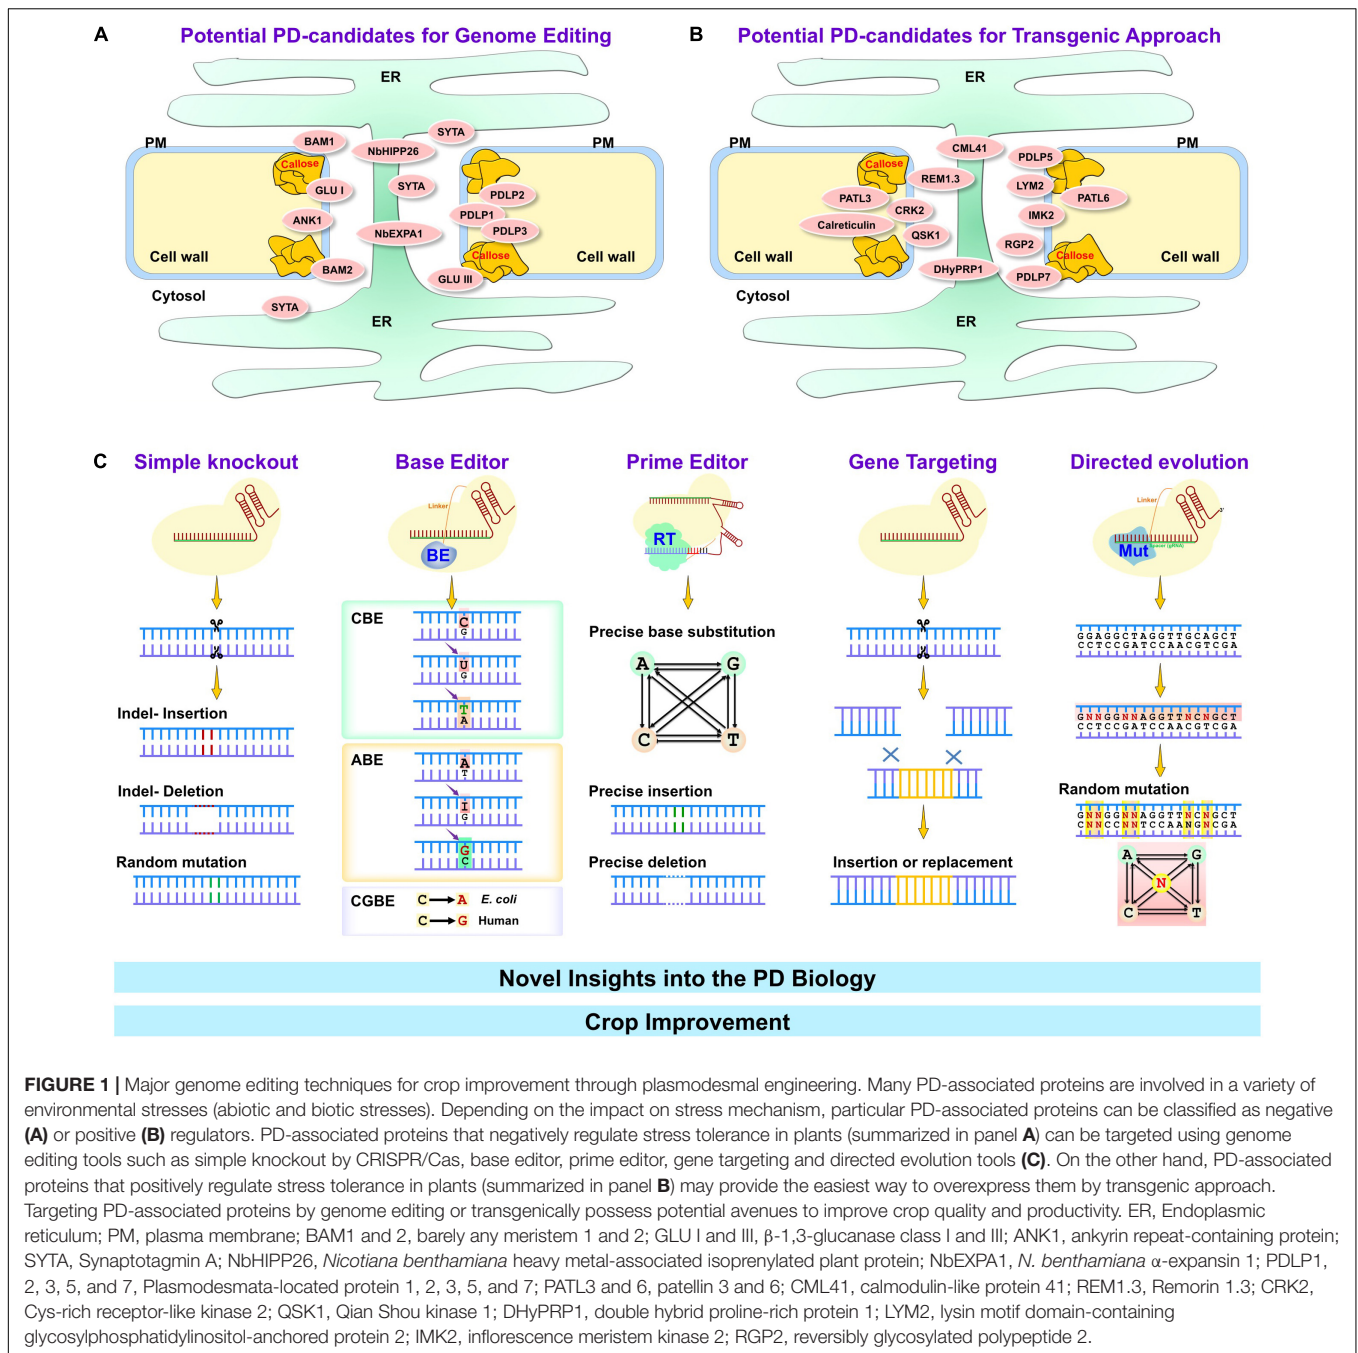 A Potential PD-candidates for Genome Editing
ER
SYTA
BAM1
PM
NbHIPP26
PM
Callose
GLU I
SYTA
PDLP2
ANK1
PDLP1
NbEXPA1
PDLP3
Cell wall
Callose
Cell wall
BAM2
GLU III
Cytosol
SYTA
ER
B Potential PD-candidates for Transgenic Approach
ER
PM
CML41
PM
PDLP5
Callose
REM1.3
LYM2
PATL3
PATL6
CRK2
IMK2
Calreticulin
QSK1
RGP2
Cell wall
Callose
Cell wall
DHyPRP1
PDLP7
Cytosol
ER
C Simple knockout
Indel- Insertion
Indel- Deletion
Random mutation
Base Editor
Linker
BE
CBE
C
G
U
G
T
A
ABE
A
T
I
G
G
C
CGBE
C A E. coli
C G Human
Prime Editor
RT
Precise base substitution
A G
C T
Precise insertion
Precise deletion
Gene Targeting
Insertion or replacement
Directed evolution
Linker
3'
Mut
Spacer (gRNA)
GGAGGCTAGGTTGCAGCT
CCTCCGATCCAACGTCGA
GNNGGNNAGGTTNCNGCT
CCTCCGATCCAACGTCGA
Random mutation
GNNGGNNAGGTTNCNGCT
CNNCCNNTCCAANGNCGA
A G
N
C T
Novel Insights into the PD Biology
Crop Improvement
FIGURE 1 | Major genome editing techniques for crop improvement through plasmodesmal engineering. Many PD-associated proteins are involved in a variety of
environmental stresses (abiotic and biotic stresses). Depending on the impact on stress mechanism, particular PD-associated proteins can be classified as negative
(A) or positive (B) regulators. PD-associated proteins that negatively regulate stress tolerance in plants (summarized in panel A) can be targeted using genome
editing tools such as simple knockout by CRISPR/Cas, base editor, prime editor, gene targeting and directed evolution tools (C). On the other hand, PD-associated
proteins that positively regulate stress tolerance in plants (summarized in panel B) may provide the easiest way to overexpress them by transgenic approach.
Targeting PD-associated proteins by genome editing or transgenically possess potential avenues to improve crop quality and productivity. ER, Endoplasmic
reticulum; PM, plasma membrane; BAM1 and 2, barely any meristem 1 and 2; GLU I and III, β-1,3-glucanase class I and III; ANK1, ankyrin repeat-containing protein;
SYTA, Synaptotagmin A; NbHIPP26, Nicotiana benthamiana heavy metal-associated isoprenylated plant protein; NbEXPA1, N. benthamiana α-expansin 1; PDLP1,
2, 3, 5, and 7, Plasmodesmata-located protein 1, 2, 3, 5, and 7; PATL3 and 6, patellin 3 and 6; CML41, calmodulin-like protein 41; REM1.3, Remorin 1.3; CRK2,
Cys-rich receptor-like kinase 2; QSK1, Qian Shou kinase 1; DHyPRP1, double hybrid proline-rich protein 1; LYM2, lysin motif domain-containing
glycosylphosphatidylinositol-anchored protein 2; IMK2, inflorescence meristem kinase 2; RGP2, reversibly glycosylated polypeptide 2.